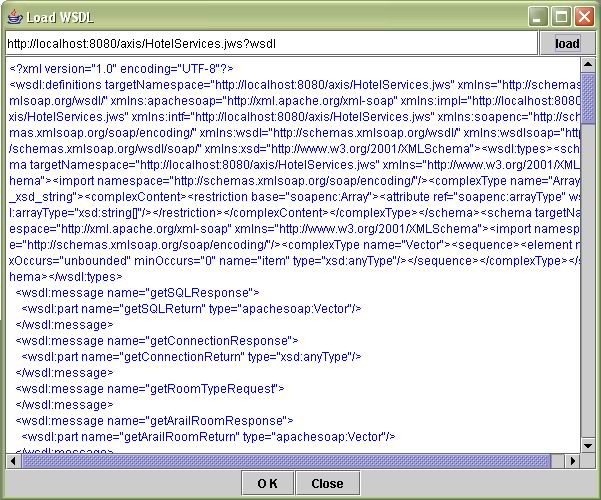 Load WSDL
http://localhost:8080/axis/HotelServices.jws?wsdl
load
<?xml version="1.0" encoding="UTF-8"?>
<wsdl:definitions targetNamespace="http://localhost:8080/axis/HotelServices.jws" xmlns="http://schemas
mlsoap.org/wsdl/" xmlns:apachesoap="http://xml.apache.org/xml-soap" xmlns:impl="http://localhost:8080
xis/HotelServices.jws" xmlns:intf="http://localhost:8080/axis/HotelServices.jws" xmlns:soapenc="http://sch
mas.xmlsoap.org/soap/encoding/" xmlns:wsdl="http://schemas.xmlsoap.org/wsdl/" xmlns:wsdlsoap="http
/schemas.xmlsoap.org/wsdl/soap/" xmlns:xsd="http://www.w3.org/2001/XMLSchema"><wsdl:types><sch
ma targetNamespace="http://localhost:8080/axis/HotelServices.jws" xmlns="http://www.w3.org/2001/XML
hema"><import namespace="http://schemas.xmlsoap.org/soap/encoding/"/><complexType name="Array
_xsd_string"><complexContent><restriction base="soapenc:Array"><attribute ref="soapenc:arrayType" ws
l:arrayType="xsd:string[]"/></restriction></complexContent></complexType></schema><schema targetNa
espace="http://xml.apache.org/xml-soap" xmlns="http://www.w3.org/2001/XMLSchema"><import namesp
e="http://schemas.xmlsoap.org/soap/encoding/"/><complexType name="Vector"><sequence><element n
xOccurs="unbounded" minOccurs="0" name="item" type="xsd:anyType"/></sequence></complexType></s
hema></wsdl:types>
<wsdl:message name="getSQLResponse">
<wsdl:part name="getSQLReturn" type="apachesoap:Vector"/>
</wsdl:message>
<wsdl:message name="getConnectionResponse">
<wsdl:part name="getConnectionReturn" type="xsd:anyType"/>
</wsdl:message>
<wsdl:message name="getRoomTypeRequest">
</wsdl:message>
<wsdl:message name="getArailRoomResponse">
<wsdl:part name="getArailRoomReturn" type="apachesoap:Vector"/>
</wsdl:message>
O K
Close